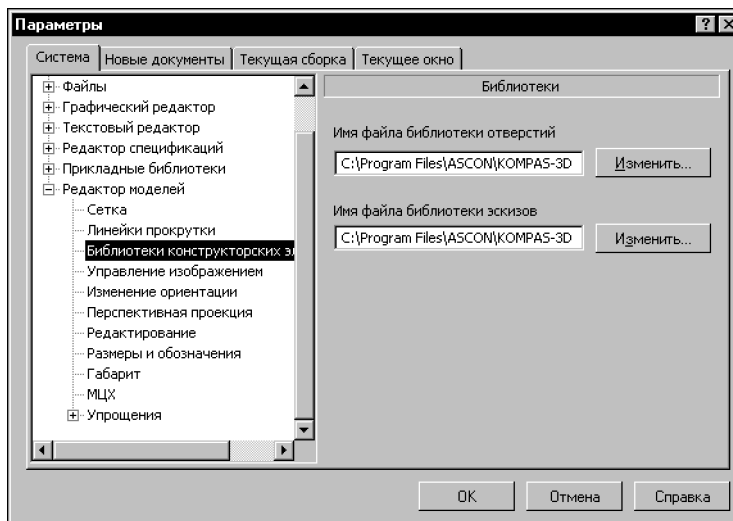 Параметры
Система Новые документы Текущая сборка Текущее окно
Файлы
Графический редактор
Текстовый редактор
Редактор спецификаций
Прикладные библиотеки
Редактор моделей
Сетка
Линейки прокрутки
Библиотеки конструкторских эл
Управление изображением
Изменение ориентации
Перспективная проекция
Редактирование
Размеры и обозначения
Габарит
МЦХ
Упрощения
Библиотеки
Имя файла библиотеки отверстий
C:\Program Files\ASCON\KOMPAS-3D Изменить...
Имя файла библиотеки эскизов
C:\Program Files\ASCON\KOMPAS-3D Изменить...
OK Отмена Справка